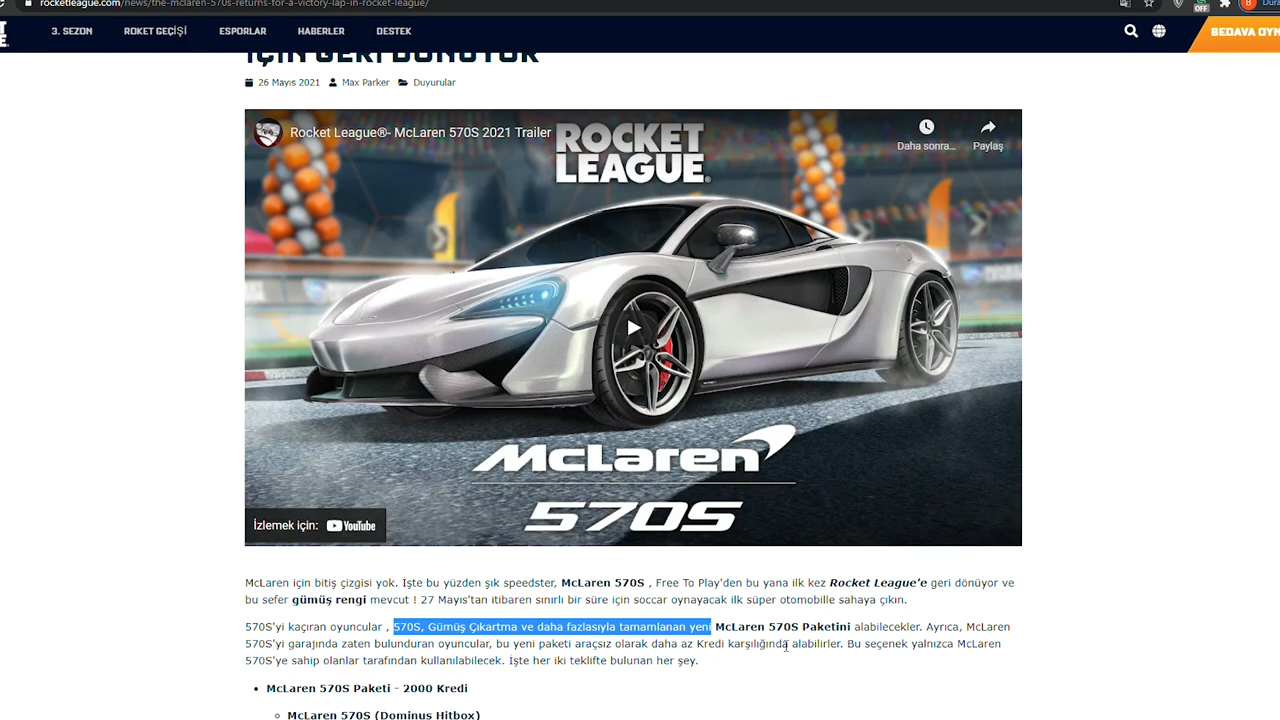 rocketleague.com/news/the-mclaren-570s-returns-for-a-victory-lap-in-rocket-league/
OFF
B
3. SEZON
ROKET GEÇİŞİ
ESPORLAR
HABERLER
DESTEK
BEDAVA OYN
İÇİN GERİ DÖNÜYOR
26 Mayıs 2021 Max Parker Duyurular
Rocket League®- McLaren 570S 2021 Trailer
ROCKET
LEAGUE®
Daha sonra...
Paylaş
McLaren
570S
İzlemek için: YouTube
McLaren için bitiş çizgisi yok. İşte bu yüzden şık speedster, McLaren 570S , Free To Play'den bu yana ilk kez Rocket League'e geri dönüyor ve
bu sefer gümüş rengi mevcut ! 27 Mayıs'tan itibaren sınırlı bir süre için soccar oynayacak ilk süper otomobille sahaya çıkın.
570S'yi kaçıran oyuncular , 570S, Gümüş Çıkartma ve daha fazlasıyla tamamlanan yeni McLaren 570S Paketini alabilecekler. Ayrıca, McLaren
570S'yi garajında zaten bulunduran oyuncular, bu yeni paketi araçsız olarak daha az Kredi karşılığında alabilirler. Bu seçenek yalnızca McLaren
570S'ye sahip olanlar tarafından kullanılabilecek. İşte her iki teklifte bulunan her şey.
• McLaren 570S Paketi - 2000 Kredi
◦ McLaren 570S (Dominus Hitbox)